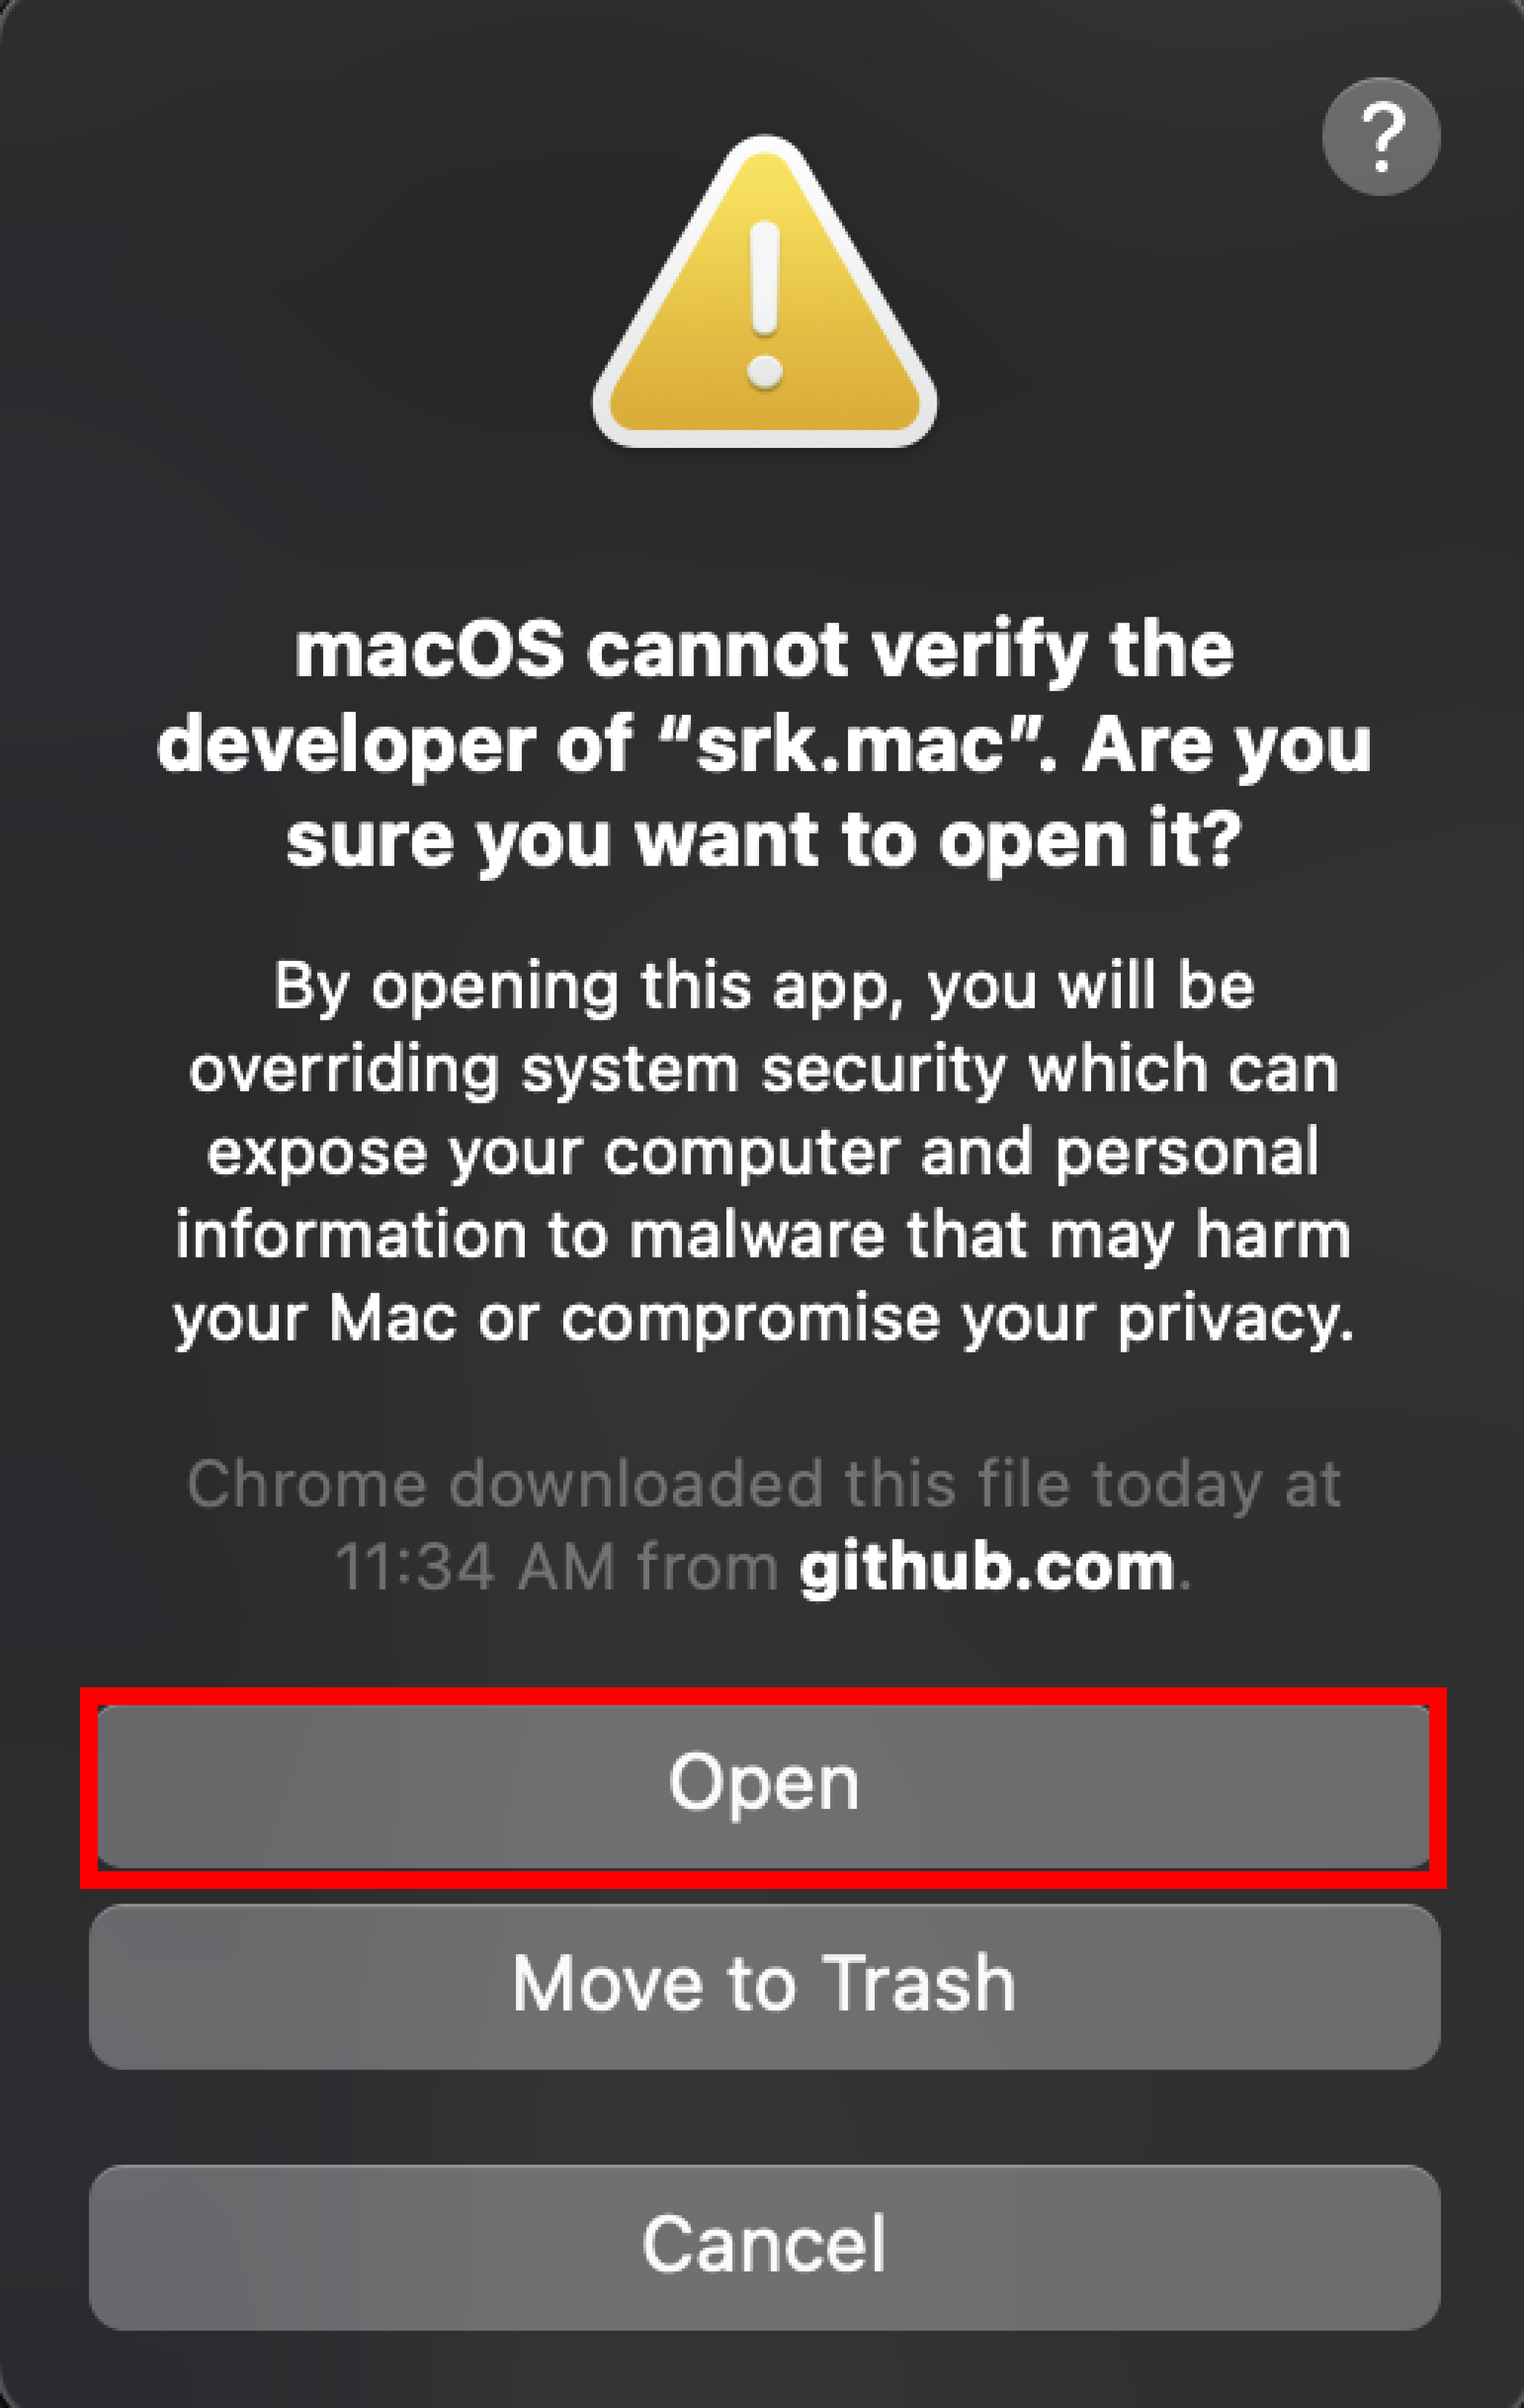 ?
macOS cannot verify the
developer of “srk.mac”. Are you
sure you want to open it?
By opening this app, you will be
overriding system security which can
expose your computer and personal
information to malware that may harm
your Mac or compromise your privacy.
Chrome downloaded this file today at
11:34 AM from github.com.
Open
Move to Trash
Cancel